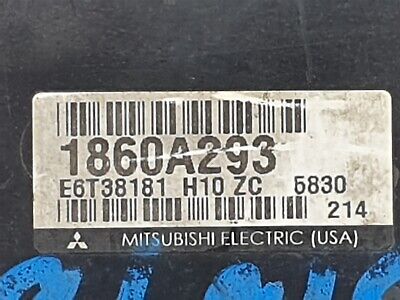 1860A293
E6T38181 H10 ZC 5830
214
MITSUBISHI ELECTRIC (USA)